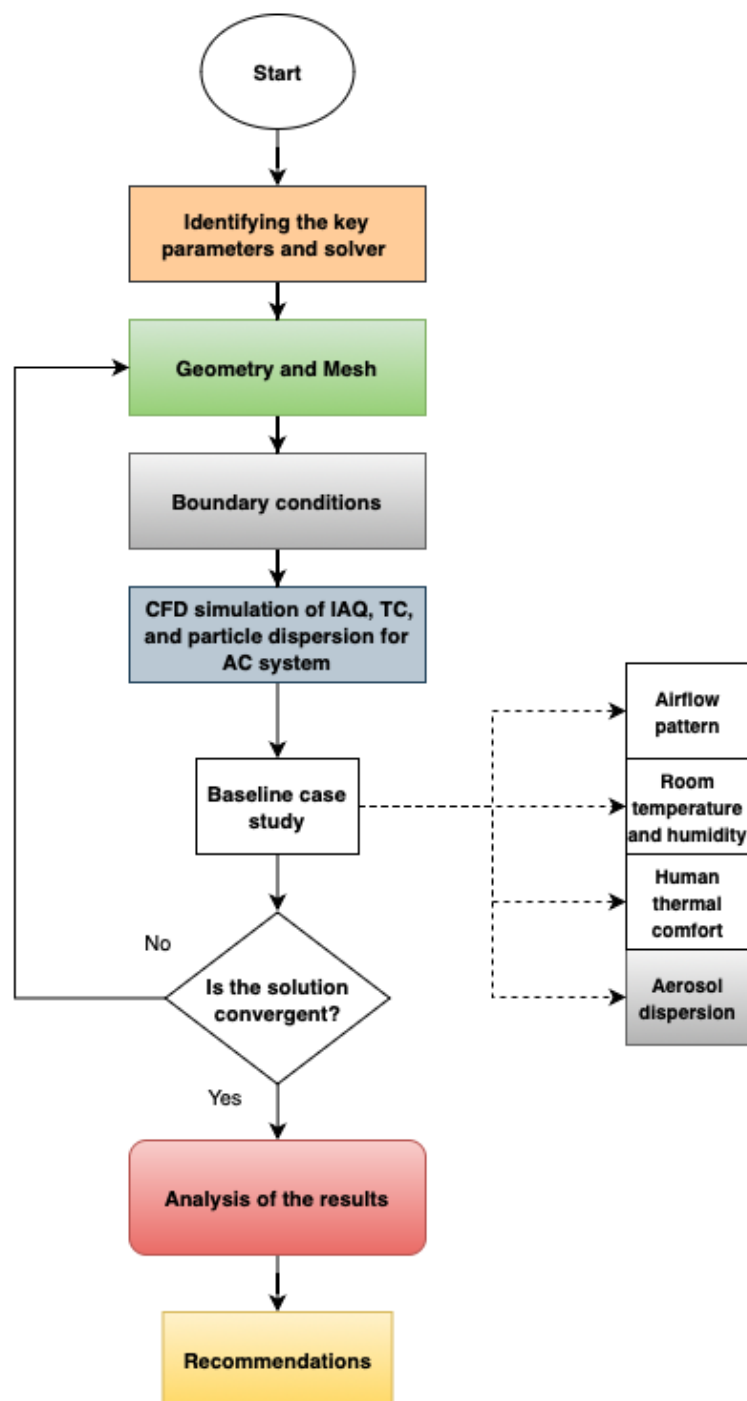 Start
Identifying the key
parameters and solver
Geometry and Mesh
Boundary conditions
CFD simulation of IAQ, TC,
and particle dispersion for
AC system
Baseline case
study
Airflow
pattern
Room
temperature
and humidity
Human
thermal
comfort
Aerosol
dispersion
No
Is the solution
convergent?
Yes
Analysis of the results
Recommendations